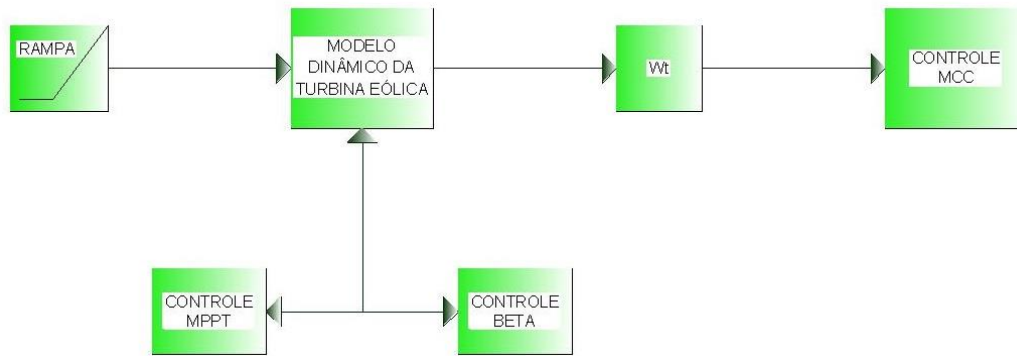 RAMPA
MODELO
DINÂMICO DA
TURBINA EÓLICA
Wt
CONTROLE
MCC
CONTROLE
MPPT
CONTROLE
BETA